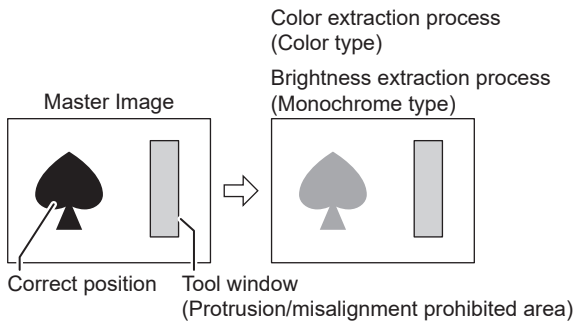 Color extraction process
(Color type)
Brightness extraction process
(Monochrome type)
Master Image
Correct position
Tool window
(Protrusion/misalignment prohibited area)